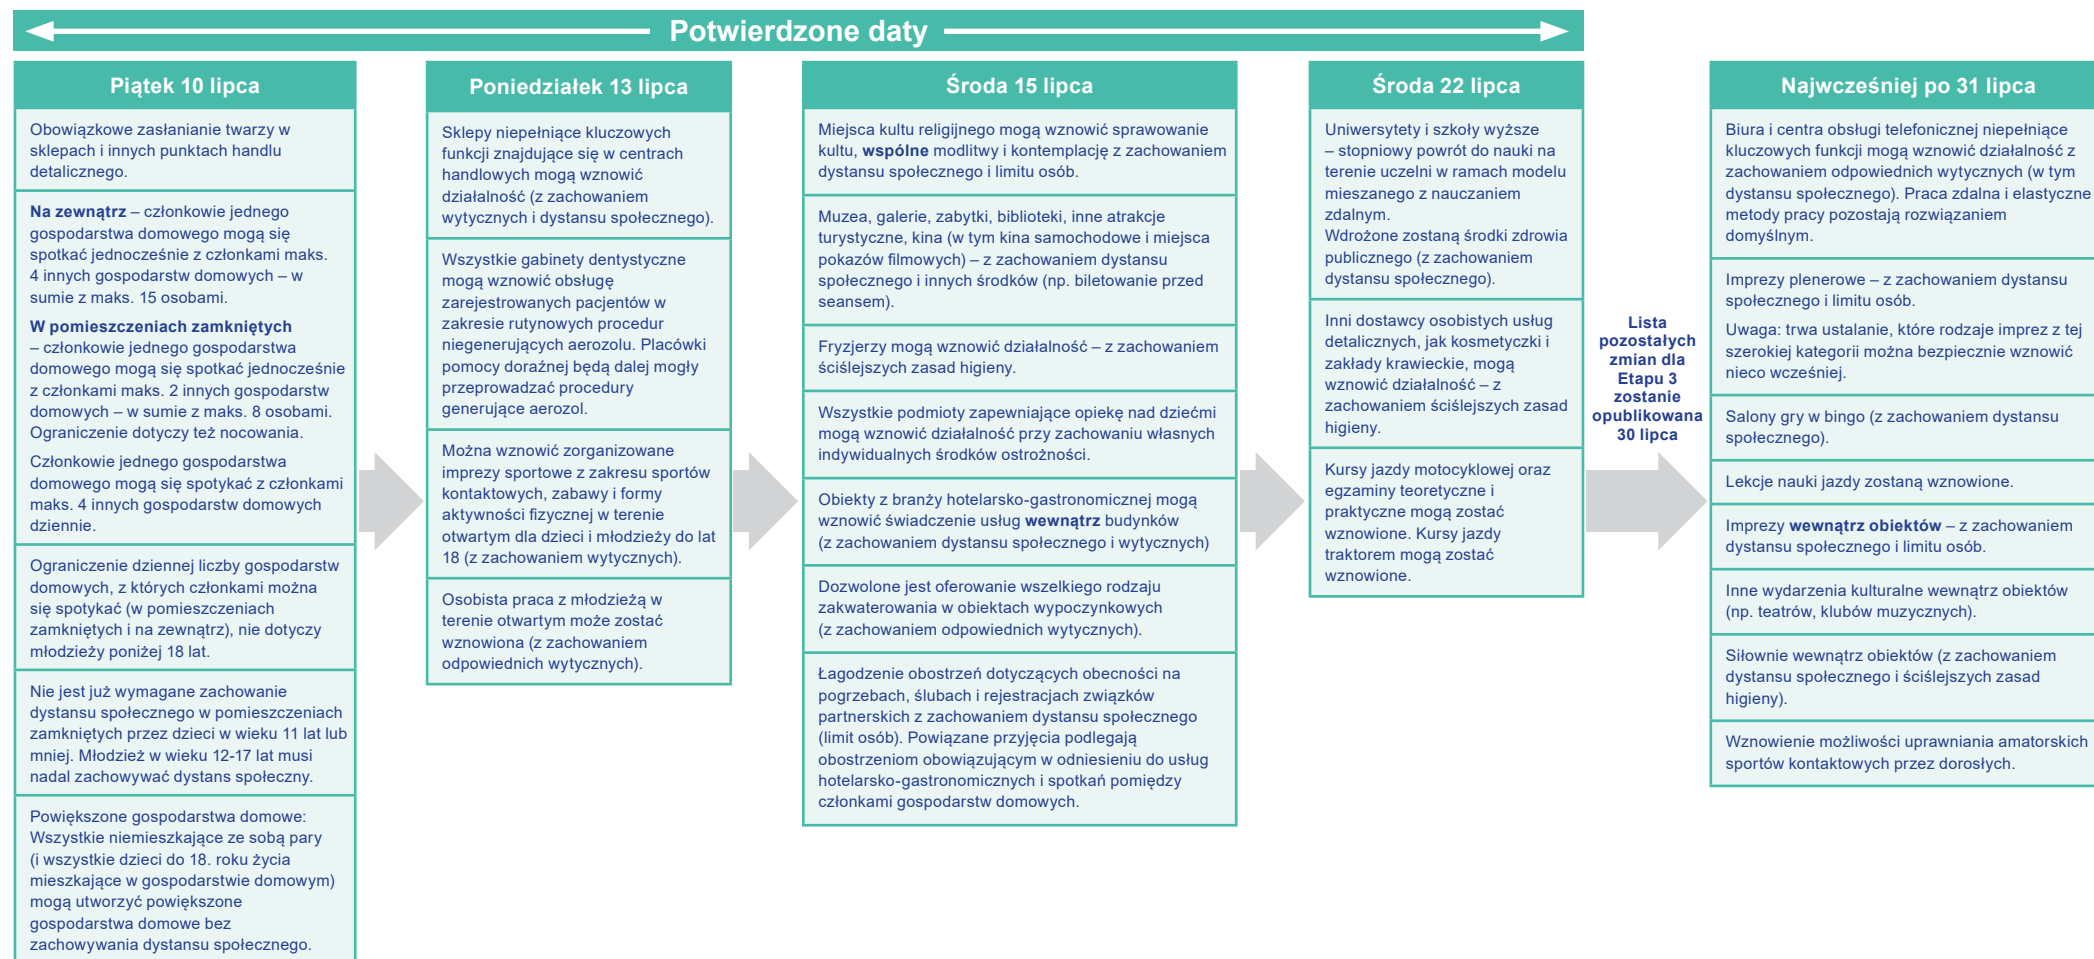 Potwierdzone daty
Piątek 10 lipca
Obowiązkowe zasłanianie twarzy w
sklepach i innych punktach handlu
detalicznego.
Na zewnątrz – członkowie jednego
gospodarstwa domowego mogą się
spotkać jednocześnie z członkami maks.
4 innych gospodarstw domowych – w
sumie z maks. 15 osobami.
W pomieszczeniach zamkniętych
– członkowie jednego gospodarstwa
domowego mogą się spotkać jednocześnie
z członkami maks. 2 innych gospodarstw
domowych – w sumie z maks. 8 osobami.
Ograniczenie dotyczy też nocowania.
Członkowie jednego gospodarstwa
domowego mogą się spotykać z członkami
maks. 4 innych gospodarstw domowych
dziennie.
Ograniczenie dziennej liczby gospodarstw
domowych, z których członkami można
się spotykać (w pomieszczeniach
zamkniętych i na zewnątrz), nie dotyczy
młodzieży poniżej 18 lat.
Nie jest już wymagane zachowanie
dystansu społecznego w pomieszczeniach
zamkniętych przez dzieci w wieku 11 lat lub
mniej. Młodzież w wieku 12-17 lat musi
nadal zachowywać dystans społeczny.
Powiększone gospodarstwa domowe:
Wszystkie niemieszkające ze sobą pary
(i wszystkie dzieci do 18. roku życia
mieszkające w gospodarstwie domowym)
mogą utworzyć powiększone
gospodarstwa domowe bez
zachowywania dystansu społecznego.
Poniedziałek 13 lipca
Sklepy niepełniące kluczowych
funkcji znajdujące się w centrach
handlowych mogą wznowić
działalność (z zachowaniem
wytycznych i dystansu społecznego).
Wszystkie gabinety dentystyczne
mogą wznowić obsługę
zarejestrowanych pacjentów w
zakresie rutynowych procedur
niegenerujących aerozolu. Placówki
pomocy doraźnej będą dalej mogły
przeprowadzać procedury
generujące aerozol.
Można wznowić zorganizowane
imprezy sportowe z zakresu sportów
kontaktowych, zabawy i formy
aktywności fizycznej w terenie
otwartym dla dzieci i młodzieży do lat
18 (z zachowaniem wytycznych).
Osobista praca z młodzieżą w
terenie otwartym może zostać
wznowiona (z zachowaniem
odpowiednich wytycznych).
Środa 15 lipca
Miejsca kultu religijnego mogą wznowić sprawowanie
kultu, wspólne modlitwy i kontemplację z zachowaniem
dystansu społecznego i limitu osób.
Muzea, galerie, zabytki, biblioteki, inne atrakcje
turystyczne, kina (w tym kina samochodowe i miejsca
pokazów filmowych) – z zachowaniem dystansu
społecznego i innych środków (np. biletowanie przed
seansem).
Fryzjerzy mogą wznowić działalność – z zachowaniem
ściślejszych zasad higieny.
Wszystkie podmioty zapewniające opiekę nad dziećmi
mogą wznowić działalność przy zachowaniu własnych
indywidualnych środków ostrożności.
Obiekty z branży hotelarsko-gastronomicznej mogą
wznowić świadczenie usług wewnątrz budynków
(z zachowaniem dystansu społecznego i wytycznych)
Dozwolone jest oferowanie wszelkiego rodzaju
zakwaterowania w obiektach wypoczynkowych
(z zachowaniem odpowiednich wytycznych).
Łagodzenie obostrzeń dotyczących obecności na
pogrzebach, ślubach i rejestracjach związków
partnerskich z zachowaniem dystansu społecznego
(limit osób). Powiązane przyjęcia podlegają
obostrzeniom obowiązującym w odniesieniu do usług
hotelarsko-gastronomicznych i spotkań pomiędzy
członkami gospodarstw domowych.
Środa 22 lipca
Uniwersytety i szkoły wyższe
– stopniowy powrót do nauki na
terenie uczelni w ramach modelu
mieszanego z nauczaniem
zdalnym.
Wdrożone zostaną środki zdrowia
publicznego (z zachowaniem
dystansu społecznego).
Inni dostawcy osobistych usług
detalicznych, jak kosmetyczki i
zakłady krawieckie, mogą
wznowić działalność – z
zachowaniem ściślejszych zasad
higieny.
Kursy jazdy motocyklowej oraz
egzaminy teoretyczne i
praktyczne mogą zostać
wznowione. Kursy jazdy
traktorem mogą zostać
wznowione.
Lista
pozostałych
zmian dla
Etapu 3
zostanie
opublikowana
30 lipca
Najwcześniej po 31 lipca
Biura i centra obsługi telefonicznej niepełniące
kluczowych funkcji mogą wznowić działalność z
zachowaniem odpowiednich wytycznych (w tym
dystansu społecznego). Praca zdalna i elastyczne
metody pracy pozostają rozwiązaniem
domyślnym.
Imprezy plenerowe – z zachowaniem dystansu
społecznego i limitu osób.
Uwaga: trwa ustalanie, które rodzaje imprez z tej
szerokiej kategorii można bezpiecznie wznowić
nieco wcześniej.
Salony gry w bingo (z zachowaniem dystansu
społecznego).
Lekcje nauki jazdy zostaną wznowione.
Imprezy wewnątrz obiektów – z zachowaniem
dystansu społecznego i limitu osób.
Inne wydarzenia kulturalne wewnątrz obiektów
(np. teatrów, klubów muzycznych).
Siłownie wewnątrz obiektów (z zachowaniem
dystansu społecznego i ściślejszych zasad
higieny).
Wznowienie możliwości uprawniania amatorskich
sportów kontaktowych przez dorosłych.